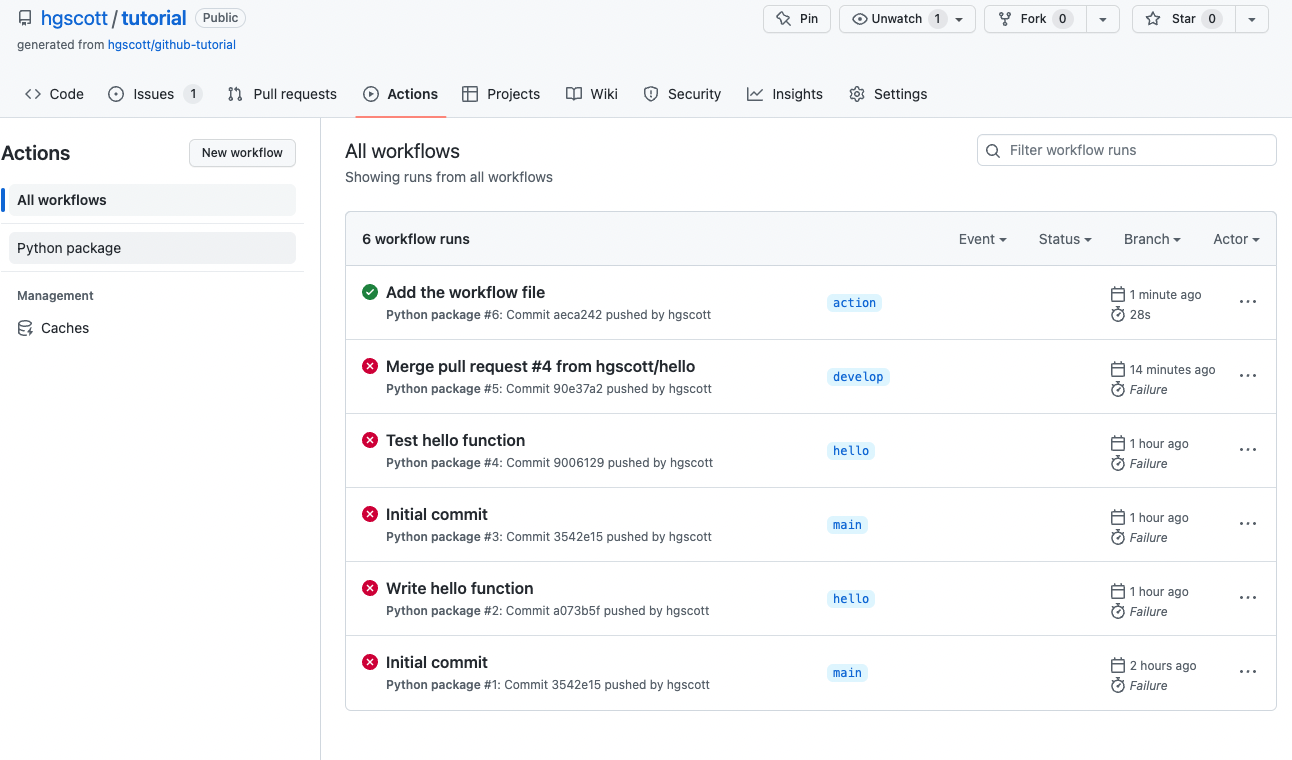 hgscott / tutorial Public
Pin
Unwatch 1
Fork 0
Star 0
generated from hgscott/github-tutorial
Code
Issues 1
Pull requests
Actions
Projects
Wiki
Security
Insights
Settings
Actions
New workflow
All workflows
Python package
Management
Caches
All workflows
Showing runs from all workflows
Filter workflow runs
6 workflow runs
Event
Status
Branch
Actor
Add the workflow file
Python package #6: Commit aeca242 pushed by hgscott
action
1 minute ago
28s
Merge pull request #4 from hgscott/hello
Python package #5: Commit 90e37a2 pushed by hgscott
develop
14 minutes ago
Failure
Test hello function
Python package #4: Commit 9006129 pushed by hgscott
hello
1 hour ago
Failure
Initial commit
Python package #3: Commit 3542e15 pushed by hgscott
main
1 hour ago
Failure
Write hello function
Python package #2: Commit a073b5f pushed by hgscott
hello
1 hour ago
Failure
Initial commit
Python package #1: Commit 3542e15 pushed by hgscott
main
2 hours ago
Failure